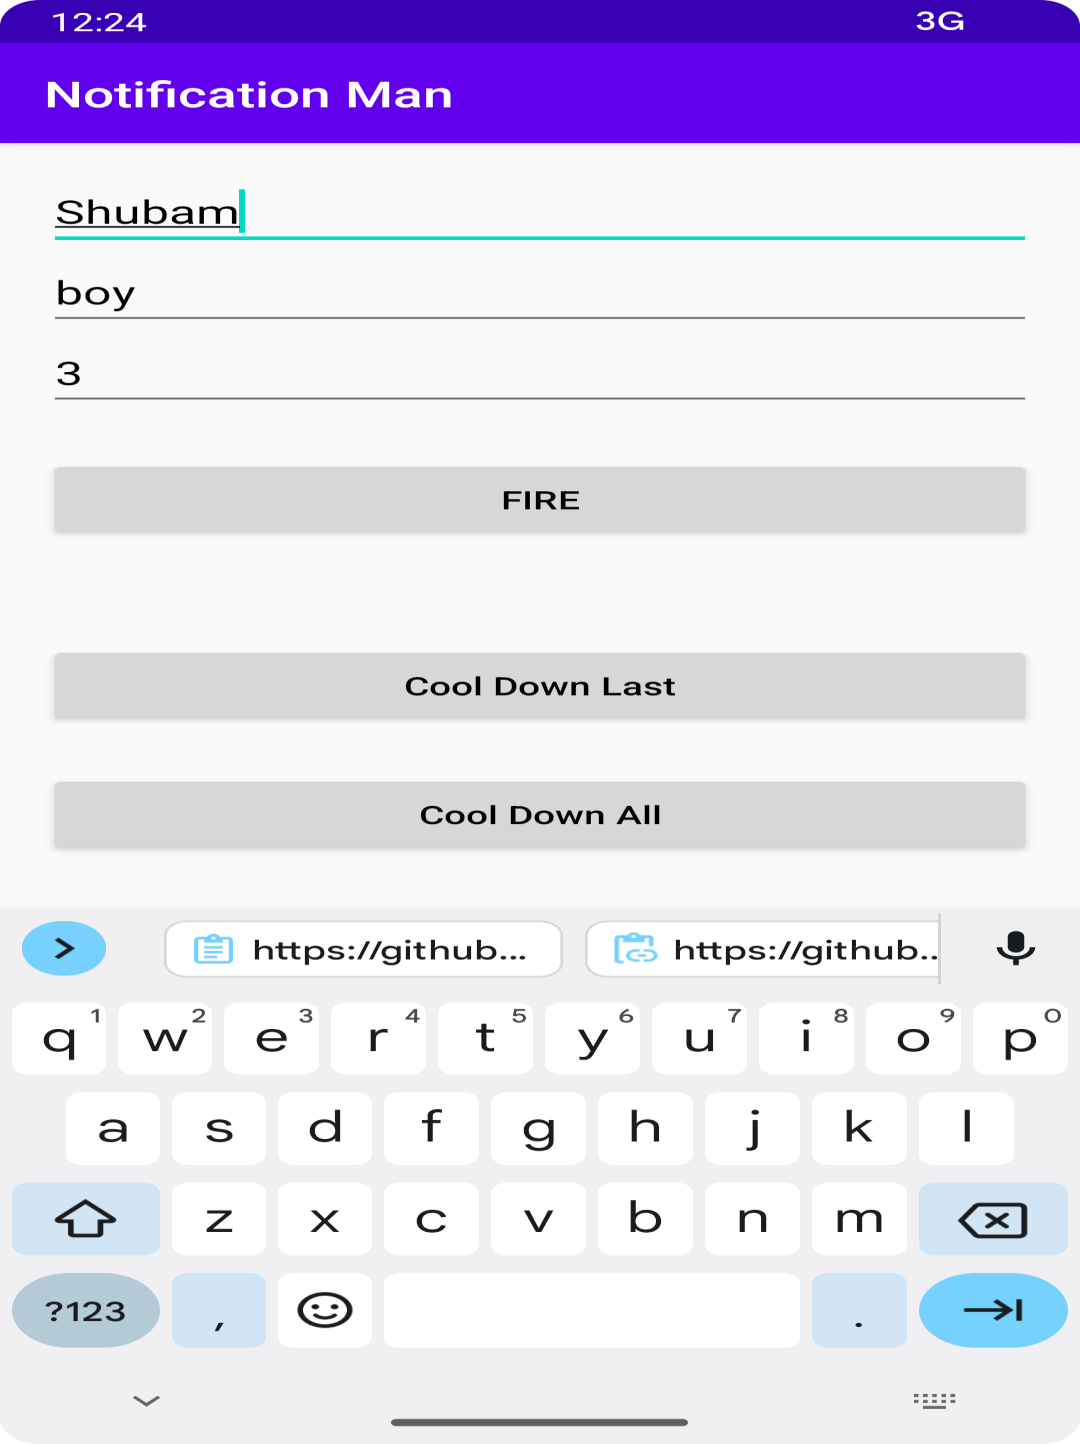 12:24 3G
Notification Man
Shubam
boy
3
FIRE
Cool Down Last
Cool Down All
https://github... https://github..
q 1 w 2 e 3 r 4 t 5 y 6 u 7 i 8 o 9 p 0
a s d f g h j k l
z x c v b n m
?123 , .